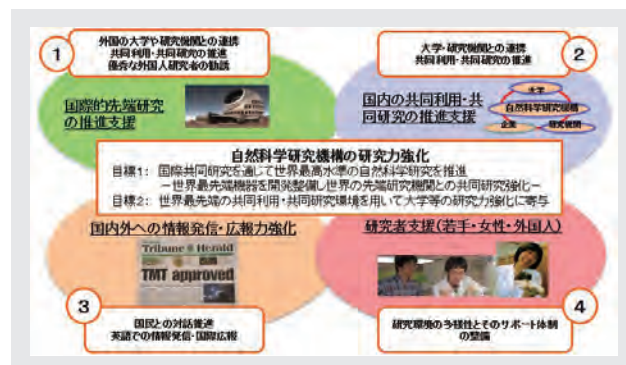 1
外国の大学や研究機関との連携
共同利用・共同研究の推進
優秀な外国人研究者の勧誘
国際的先端研究
の推進支援
2
大学・研究機関との連携
共同利用・共同研究の推進
国内の共同利用・共
同研究の推進支援
大学
自然科学研究機構
企業
研究機関
自然科学研究機構の研究力強化
目標1: 国際共同研究を通じて世界最高水準の自然科学研究を推進
－世界最先端機器を開発整備し世界の先端研究機関との共同研究強化－
目標2: 世界最先端の共同利用・共同研究環境を用いて大学等の研究力強化に寄与
国内外への情報発信・広報力強化
Tribune Herald
TMT approved
3
国民との対話推進
英語での情報発信・国際広報
研究者支援(若手・女性・外国人)
4
研究環境の多様性とそのサポート体制
の整備